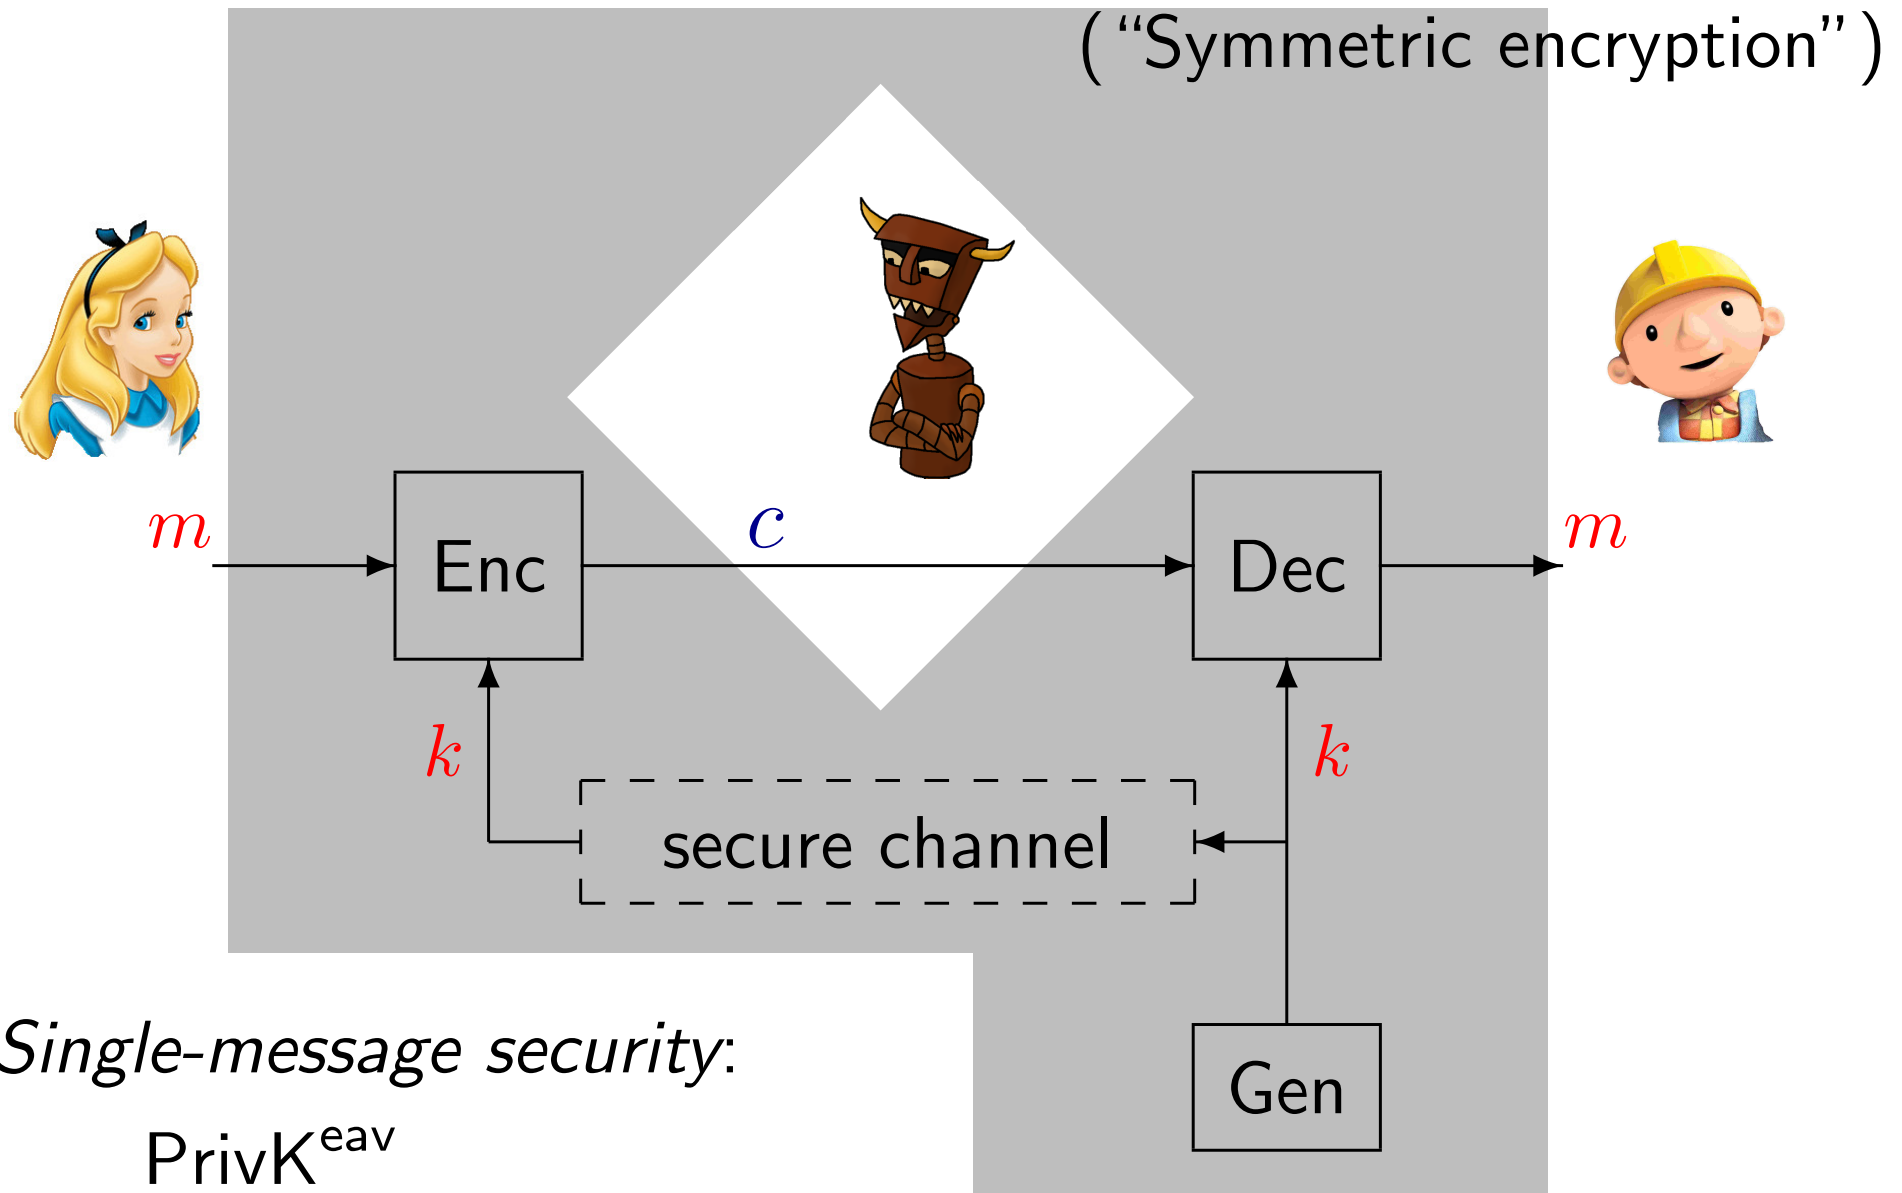 (“Symmetric encryption”)
m
c
m
Enc
Dec
k
k
secure channel
Single-message security:
Gen
PrivK^eav